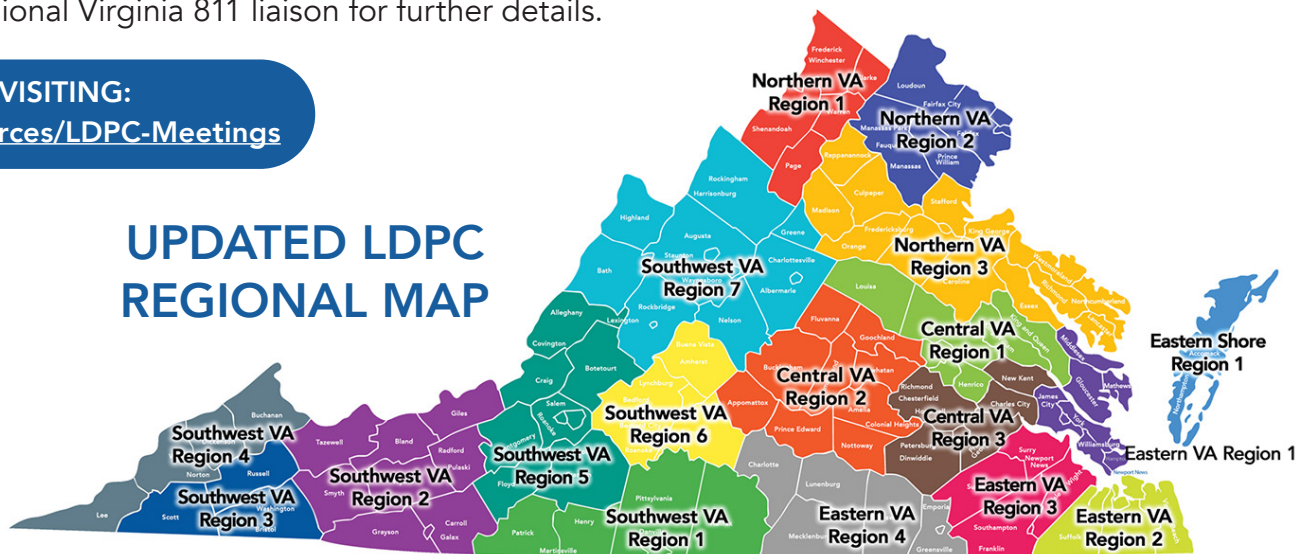 ional Virginia 811 liaison for further details.
VISITING:
rces/LDPC-Meetings
UPDATED LDPC
REGIONAL MAP
Frederick
Winchester
Northern VA
Region 1
Shenandoah
Page
Loudoun
Fairfax City
Northern VA
Region 2
Manassas Park
Prince
William
Manassas
Rappahannock
Culpeper
Madison
Stafford
Fredericksburg
King George
Orange
Northern VA
Region 3
Caroline
Westmoreland
Richmond
Northumberland
Essex
Lancaster
Rockingham
Harrisonburg
Highland
Augusta
Greene
Bath
Charlottesville
Southwest VA
Region 7
Albermarle
Rockbridge
Lexington
Nelson
Louisa
Central VA
Region 1
King and Queen
Henrico
Fluvanna
Goochland
Central VA
Region 2
Appomattox
Amelia
Prince Edward
Colonial Heights
Nottoway
Richmond
Chesterfield
New Kent
Charles City
Central VA
Region 3
Dinwiddie
Middlesex
Gloucester
Mathews
James
City
York
Williamsburg
Newport News
Eastern Shore
Region 1
Accomack
Northampton
Eastern VA Region 1
Alleghany
Covington
Botetourt
Craig
Salem
Roanoke
Southwest VA
Region 5
Buena Vista
Amherst
Lynchburg
Bedford
Southwest VA
Region 6
Buchanan
Southwest VA
Region 4
Norton
Lee
Russell
Southwest VA
Region 3
Scott
Washington
Bristol
Tazewell
Bland
Giles
Radford
Pulaski
Southwest VA
Region 2
Smyth
Grayson
Carroll
Galax
Pittsylvania
Southwest VA
Region 1
Patrick
Henry
Martinsville
Charlotte
Lunenburg
Eastern VA
Region 4
Emporia
Greensville
Surry
Newport
News
Eastern VA
Region 3
Southampton
Franklin
Eastern VA
Region 2
Suffolk